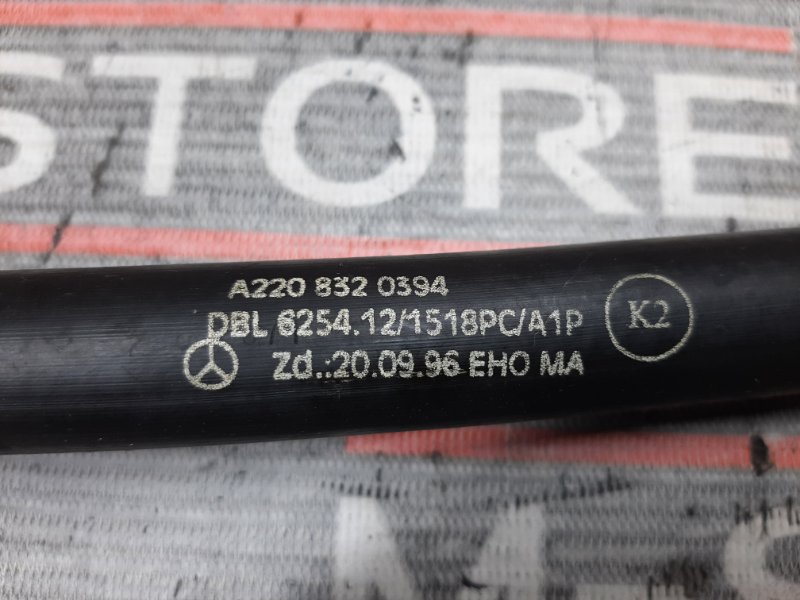 STORE
A220 832 0394
DBL 6254.12/1518PC/A1P
K2
Zd.:20.09.96 EHO MA